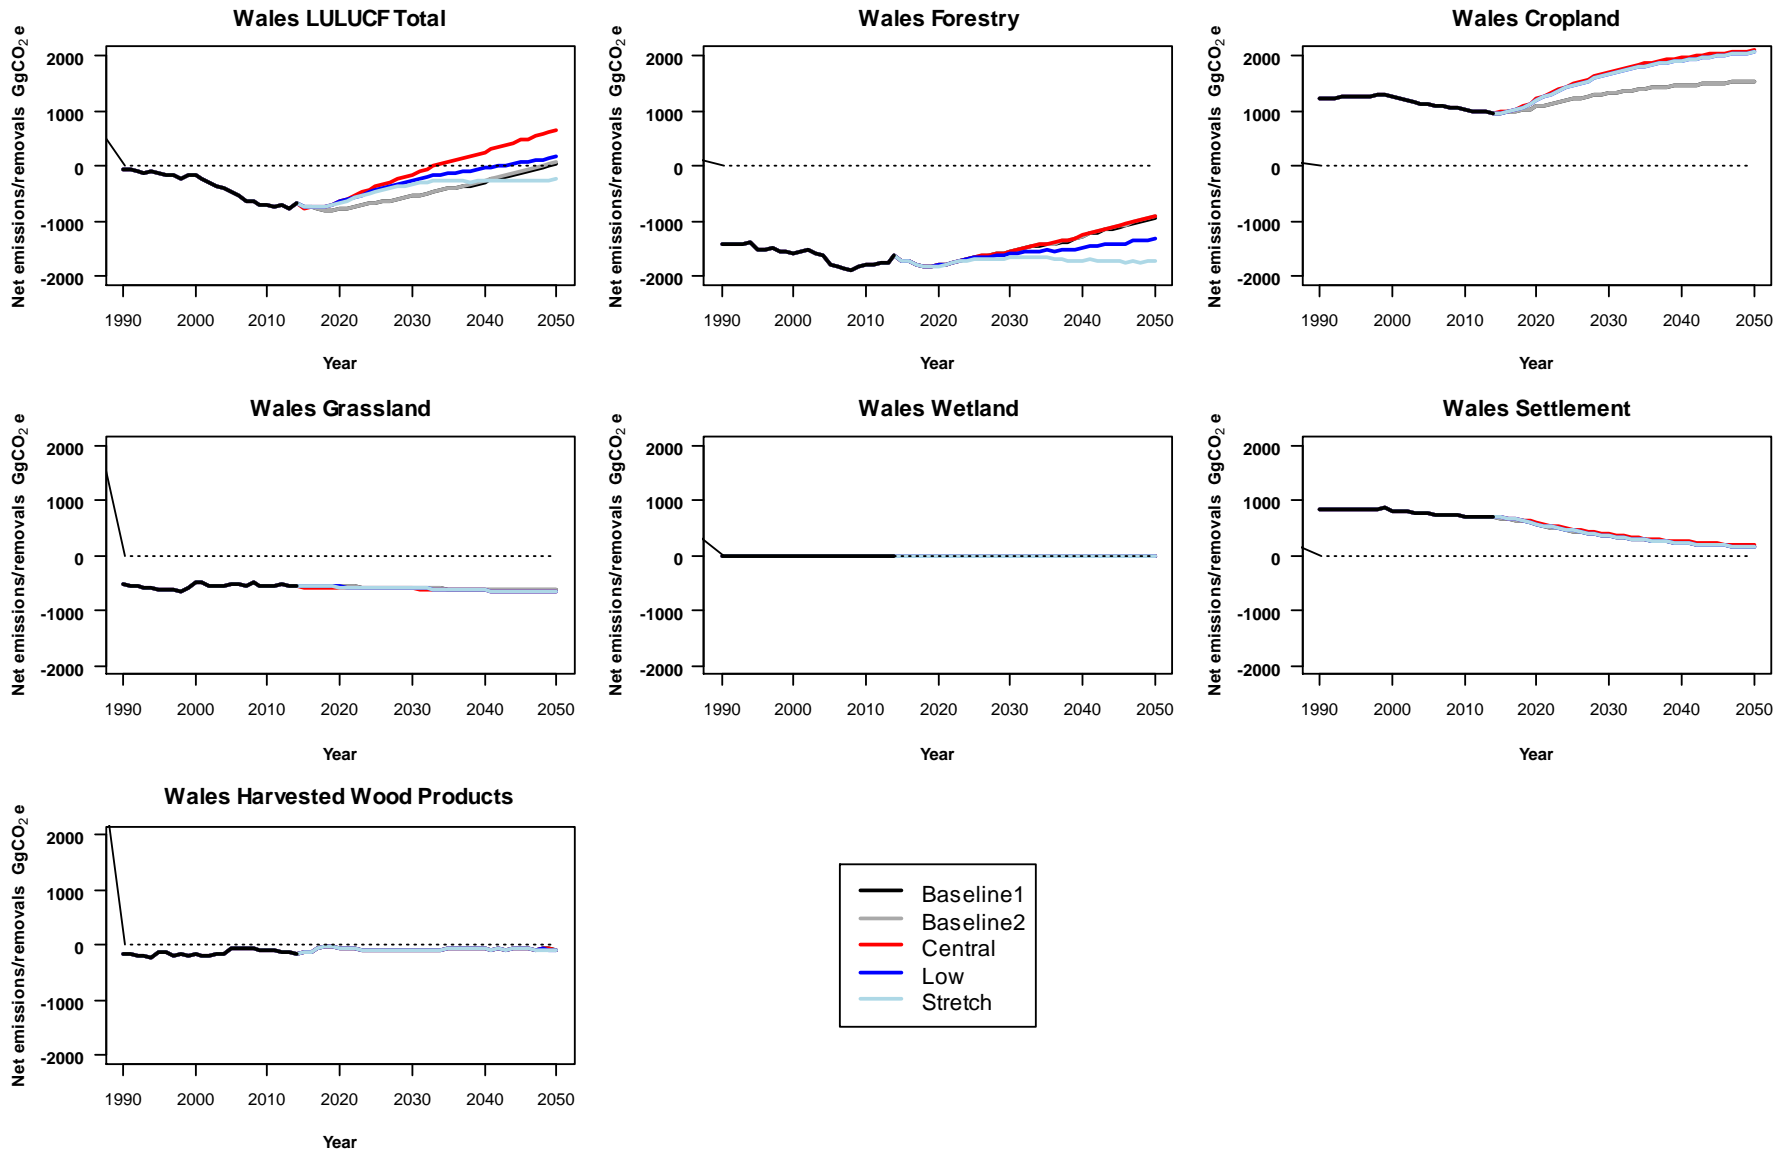 Wales LULUCF Total
Net emissions/removals GgCO2 e
2000
1000
0
-1000
-2000
1990 2000 2010 2020 2030 2040 2050
Year
Wales Forestry
Net emissions/removals GgCO2 e
2000
1000
0
-1000
-2000
1990 2000 2010 2020 2030 2040 2050
Year
Wales Cropland
Net emissions/removals GgCO2 e
2000
1000
0
-1000
-2000
1990 2000 2010 2020 2030 2040 2050
Year
Wales Grassland
Net emissions/removals GgCO2 e
2000
1000
0
-1000
-2000
1990 2000 2010 2020 2030 2040 2050
Year
Wales Wetland
Net emissions/removals GgCO2 e
2000
1000
0
-1000
-2000
1990 2000 2010 2020 2030 2040 2050
Year
Wales Settlement
Net emissions/removals GgCO2 e
2000
1000
0
-1000
-2000
1990 2000 2010 2020 2030 2040 2050
Year
Wales Harvested Wood Products
Net emissions/removals GgCO2 e
2000
1000
0
-1000
-2000
1990 2000 2010 2020 2030 2040 2050
Year
Baseline1
Baseline2
Central
Low
Stretch